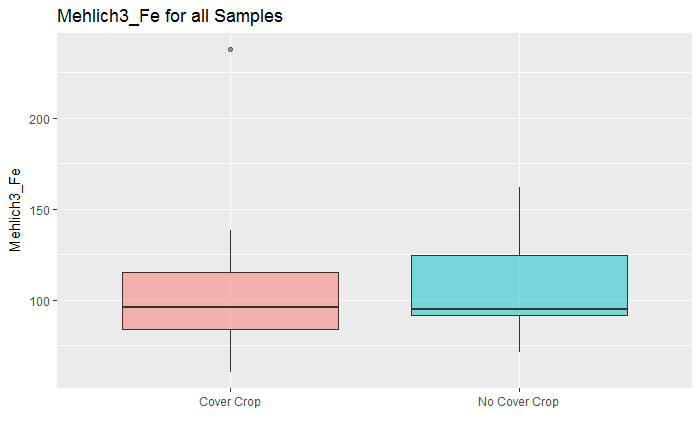 Mehlich3_Fe for all Samples
Mehlich3_Fe
200
150
100
Cover Crop
No Cover Crop